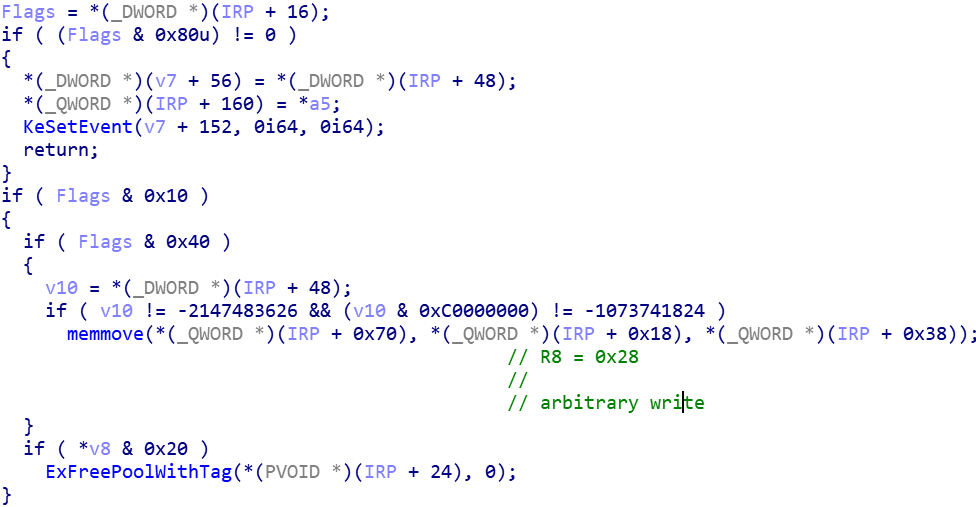 Flags = *(_DWORD *)(IRP + 16);
if ( (Flags & 0x80u) != 0 )
{
  *(_DWORD *)(v7 + 56) = *(_DWORD *)(IRP + 48);
  *(_QWORD *)(IRP + 160) = *a5;
  KeSetEvent(v7 + 152, 0i64, 0i64);
  return;
}
if ( Flags & 0x10 )
{
  if ( Flags & 0x40 )
  {
    v10 = *(_DWORD *)(IRP + 48);
    if ( v10 != -2147483626 && (v10 & 0xC0000000) != -1073741824 )
      memmove(*(_QWORD *)(IRP + 0x70), *(_QWORD *)(IRP + 0x18), *(_QWORD *)(IRP + 0x38));
                                              // R8 = 0x28
                                              //
                                              // arbitrary write
  }
  if ( *v8 & 0x20 )
    ExFreePoolWithTag(*(PVOID *)(IRP + 24), 0);
}